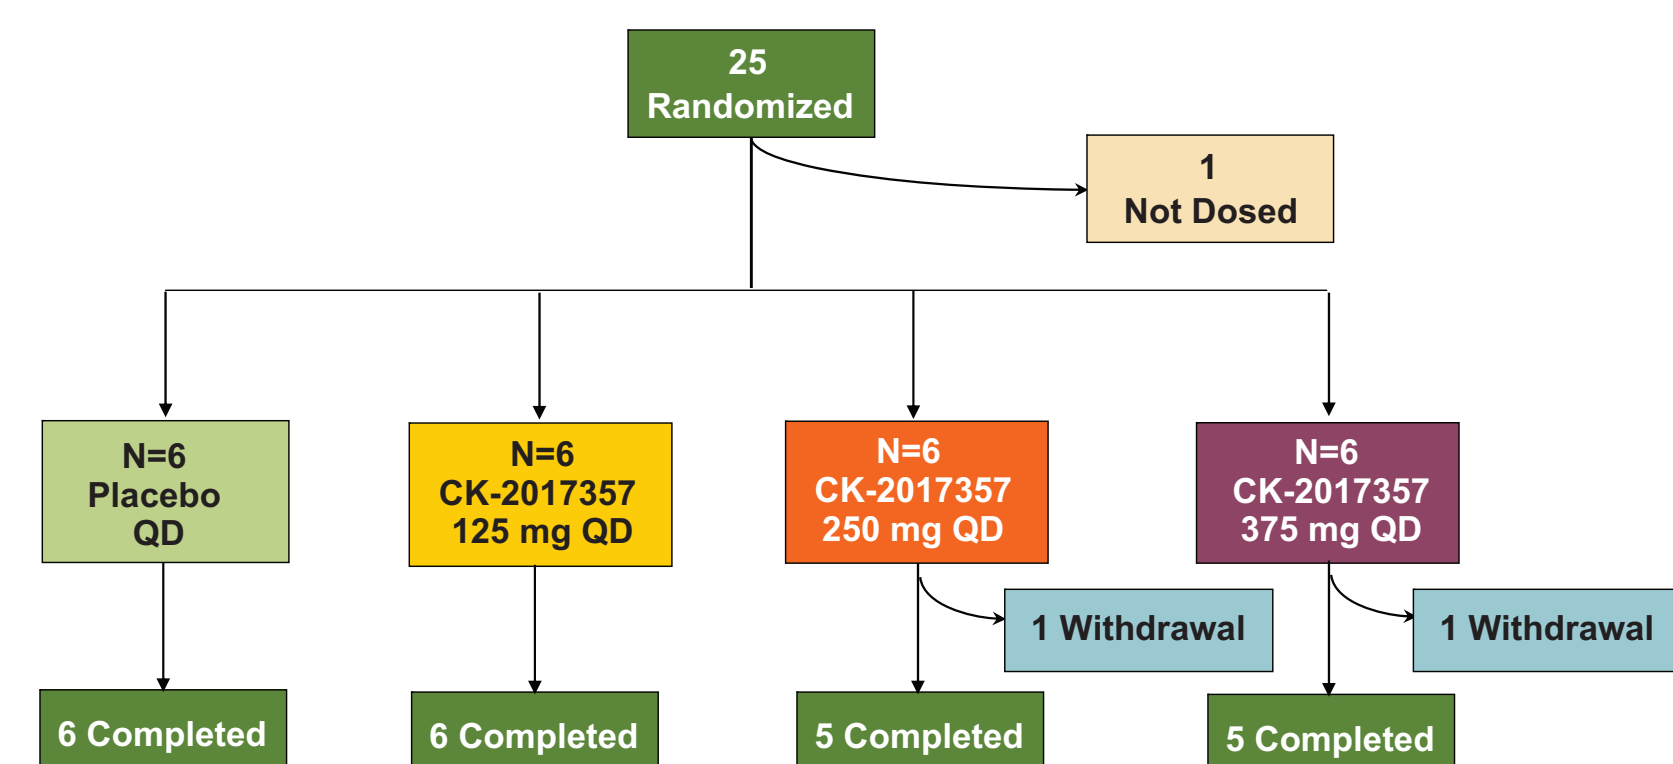 25
Randomized
1
Not Dosed
N=6
Placebo
QD
N=6
CK-2017357
125 mg QD
N=6
CK-2017357
250 mg QD
N=6
CK-2017357
375 mg QD
1 Withdrawal
1 Withdrawal
6 Completed
6 Completed
5 Completed
5 Completed